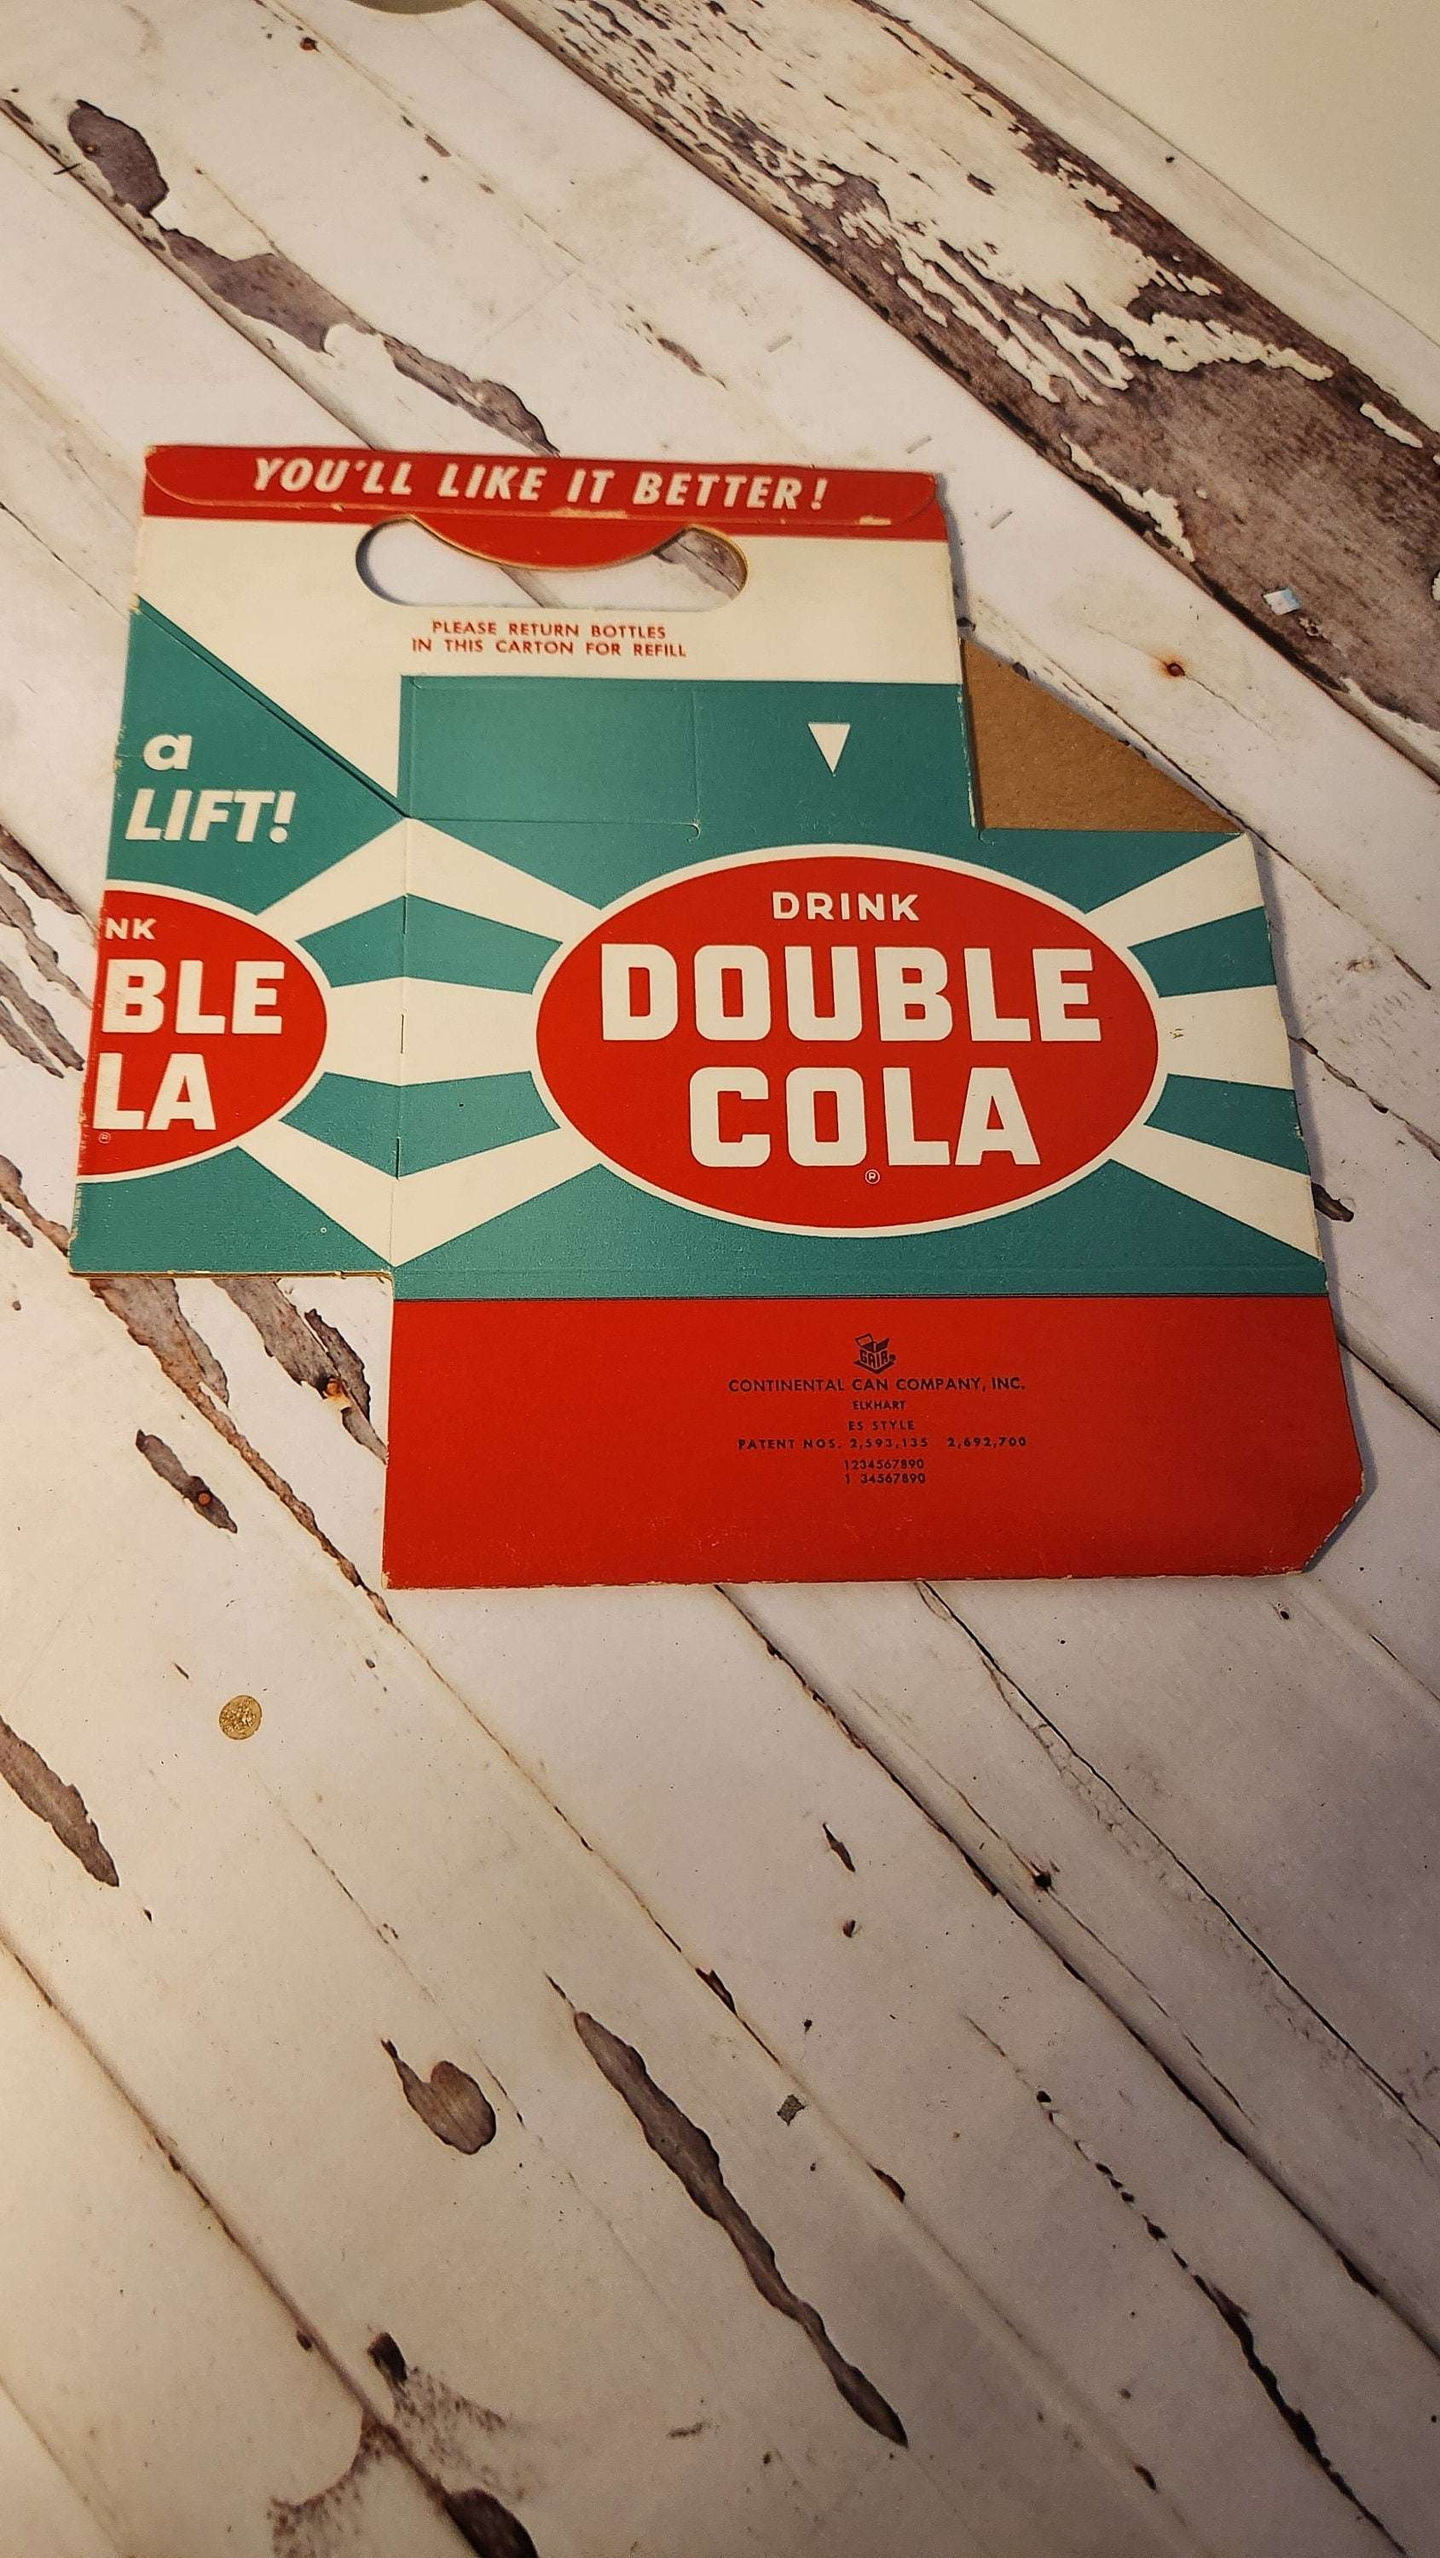 YOU'LL LIKE IT BETTER!
PLEASE RETURN BOTTLES
IN THIS CARTON FOR REFILL
a
LIFT!
NK
BLE
LA
®
DRINK
DOUBLE
COLA
®
GAIR
CONTINENTAL CAN COMPANY, INC.
ELKHART
ES STYLE
PATENT NOS. 2,593,135 2,692,700
1234567890
1 34567890